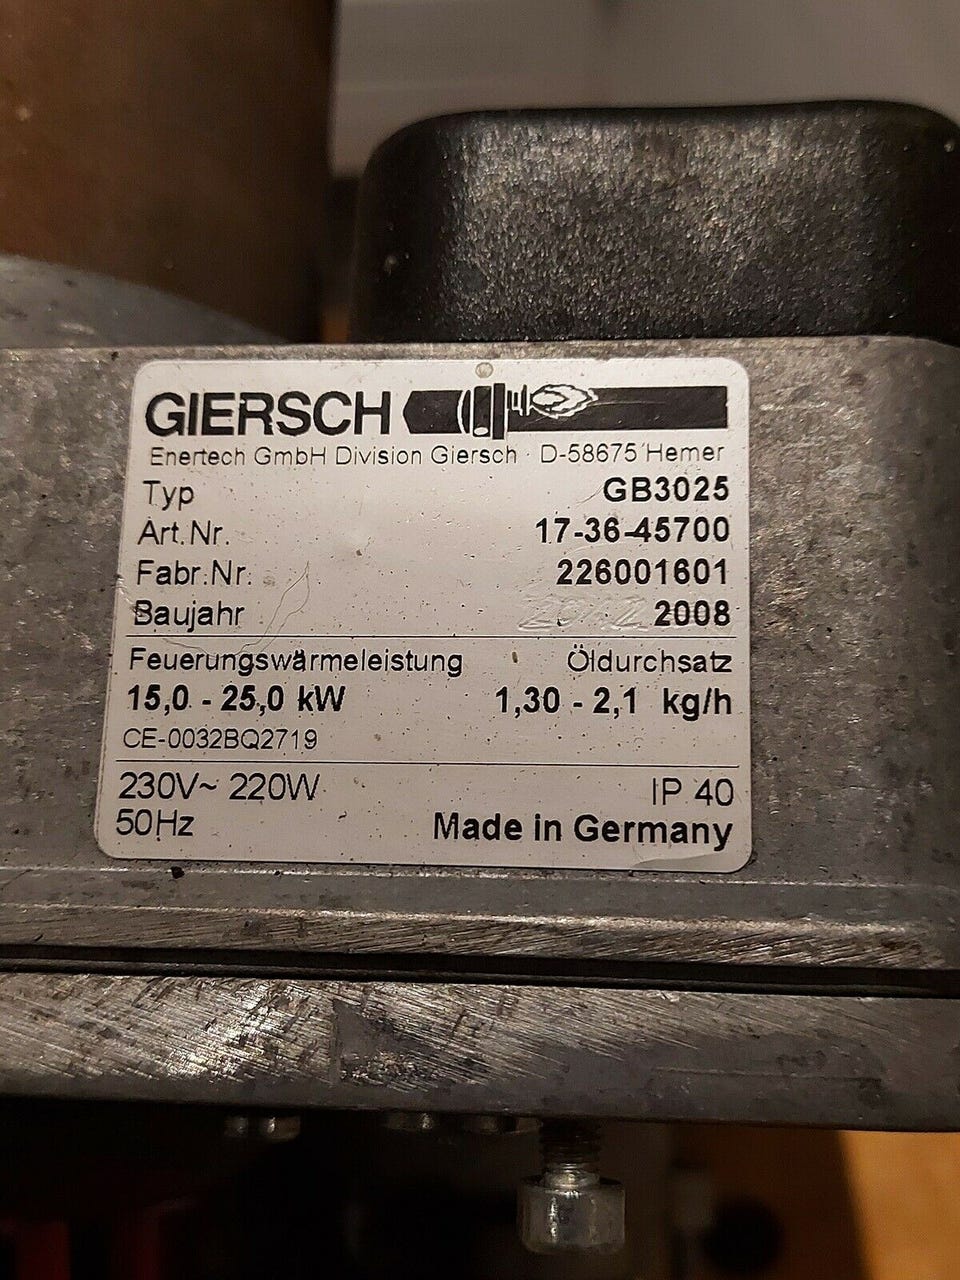 GIERSCH
Enertech GmbH Division Giersch · D-58675 Hemer
Typ GB3025
Art.Nr. 17-36-45700
Fabr.Nr. 226001601
Baujahr 2008
Feuerungswärmeleistung Öldurchsatz
15,0 - 25,0 kW 1,30 - 2,1 kg/h
CE-0032BQ2719
230V~ 220W IP 40
50Hz Made in Germany